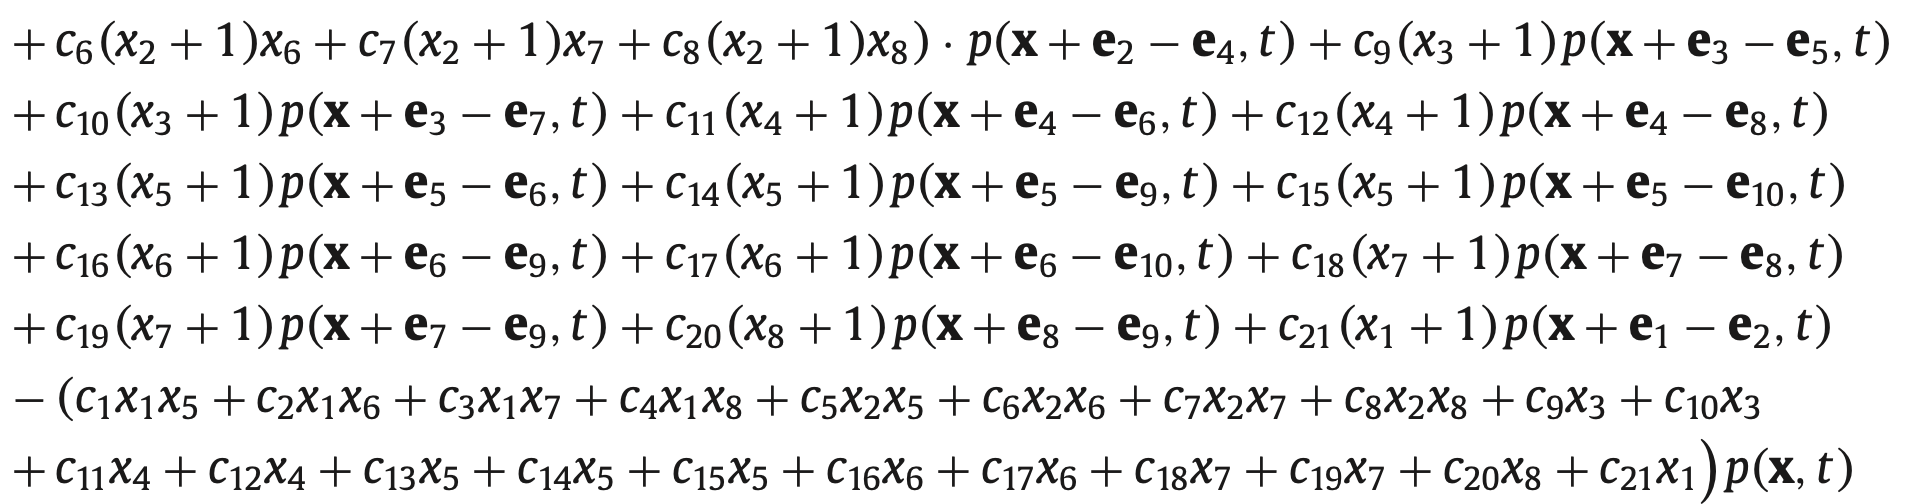 + c₆(x₂ + 1)x₆ + c₇(x₂ + 1)x₇ + c₈(x₂ + 1)x₈) · p(𝐱 + 𝐞₂ − 𝐞₄, t) + c₉(x₃ + 1)p(𝐱 + 𝐞₃ − 𝐞₅, t)
+ c₁₀(x₃ + 1)p(𝐱 + 𝐞₃ − 𝐞₇, t) + c₁₁(x₄ + 1)p(𝐱 + 𝐞₄ − 𝐞₆, t) + c₁₂(x₄ + 1)p(𝐱 + 𝐞₄ − 𝐞₈, t)
+ c₁₃(x₅ + 1)p(𝐱 + 𝐞₅ − 𝐞₆, t) + c₁₄(x₅ + 1)p(𝐱 + 𝐞₅ − 𝐞₉, t) + c₁₅(x₅ + 1)p(𝐱 + 𝐞₅ − 𝐞₁₀, t)
+ c₁₆(x₆ + 1)p(𝐱 + 𝐞₆ − 𝐞₉, t) + c₁₇(x₆ + 1)p(𝐱 + 𝐞₆ − 𝐞₁₀, t) + c₁₈(x₇ + 1)p(𝐱 + 𝐞₇ − 𝐞₈, t)
+ c₁₉(x₇ + 1)p(𝐱 + 𝐞₇ − 𝐞₉, t) + c₂₀(x₈ + 1)p(𝐱 + 𝐞₈ − 𝐞₉, t) + c₂₁(x₁ + 1)p(𝐱 + 𝐞₁ − 𝐞₂, t)
− (c₁x₁x₅ + c₂x₁x₆ + c₃x₁x₇ + c₄x₁x₈ + c₅x₂x₅ + c₆x₂x₆ + c₇x₂x₇ + c₈x₂x₈ + c₉x₃ + c₁₀x₃
+ c₁₁x₄ + c₁₂x₄ + c₁₃x₅ + c₁₄x₅ + c₁₅x₅ + c₁₆x₆ + c₁₇x₆ + c₁₈x₇ + c₁₉x₇ + c₂₀x₈ + c₂₁x₁)p(𝐱, t)